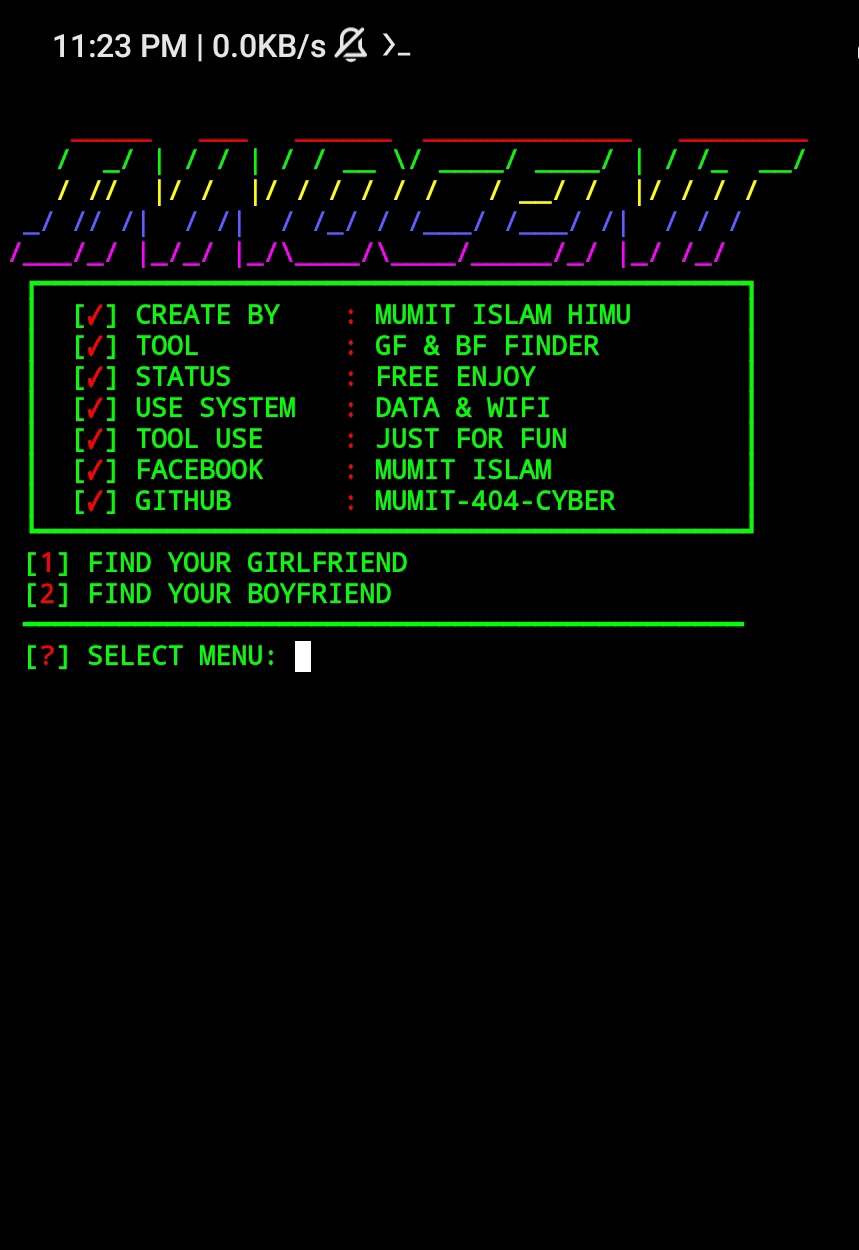 11:23 PM | 0.0KB/s
INNOCENT
[✓] CREATE BY : MUMIT ISLAM HIMU
[✓] TOOL : GF & BF FINDER
[✓] STATUS : FREE ENJOY
[✓] USE SYSTEM : DATA & WIFI
[✓] TOOL USE : JUST FOR FUN
[✓] FACEBOOK : MUMIT ISLAM
[✓] GITHUB : MUMIT-404-CYBER
[1] FIND YOUR GIRLFRIEND
[2] FIND YOUR BOYFRIEND
[?] SELECT MENU: